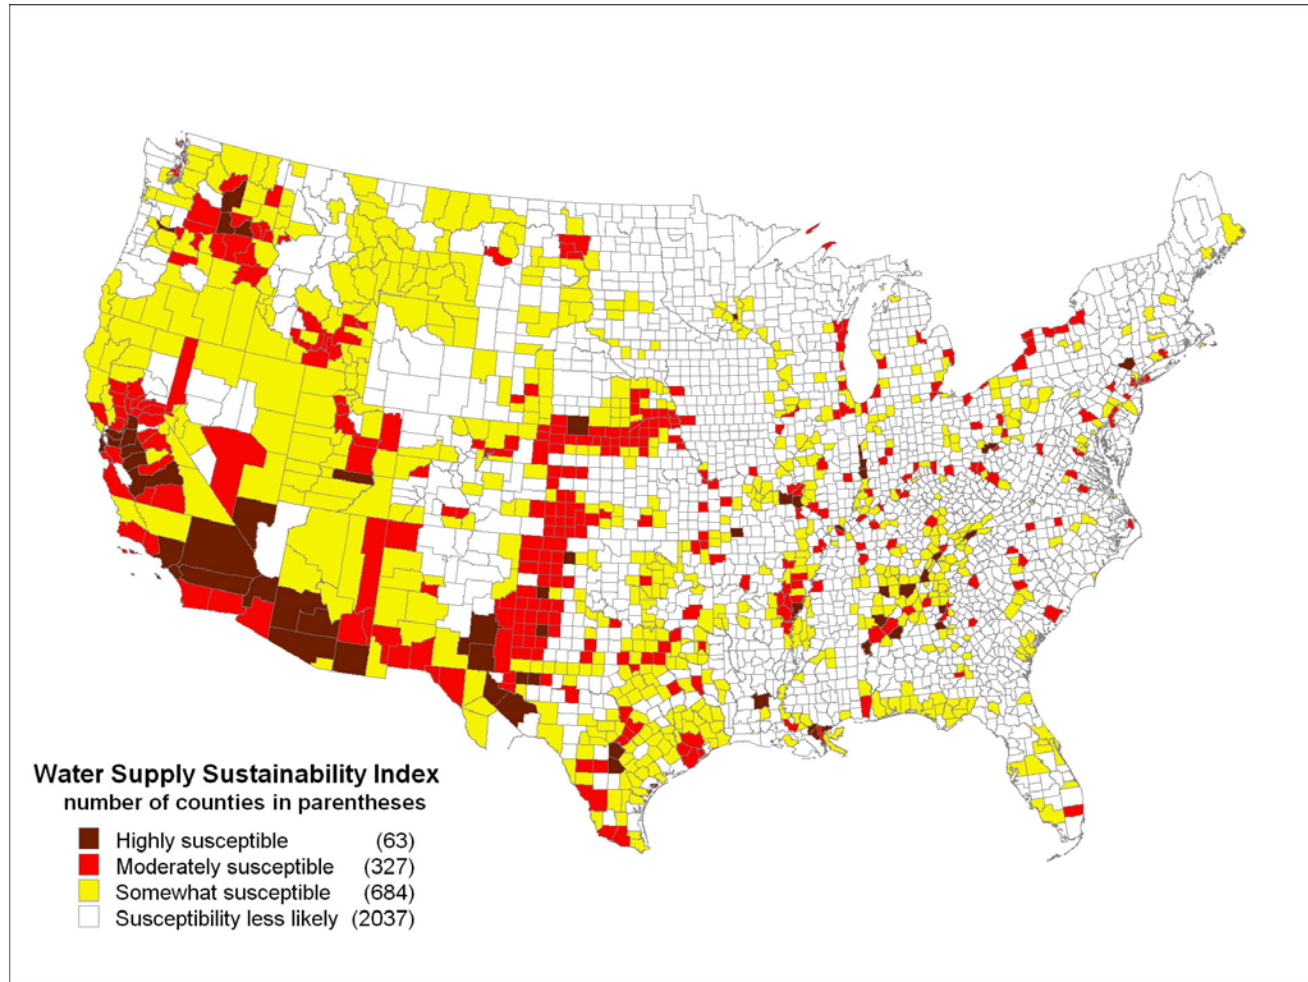 Water Supply Sustainability Index
number of counties in parentheses
Highly susceptible (63)
Moderately susceptible (327)
Somewhat susceptible (684)
Susceptibility less likely (2037)